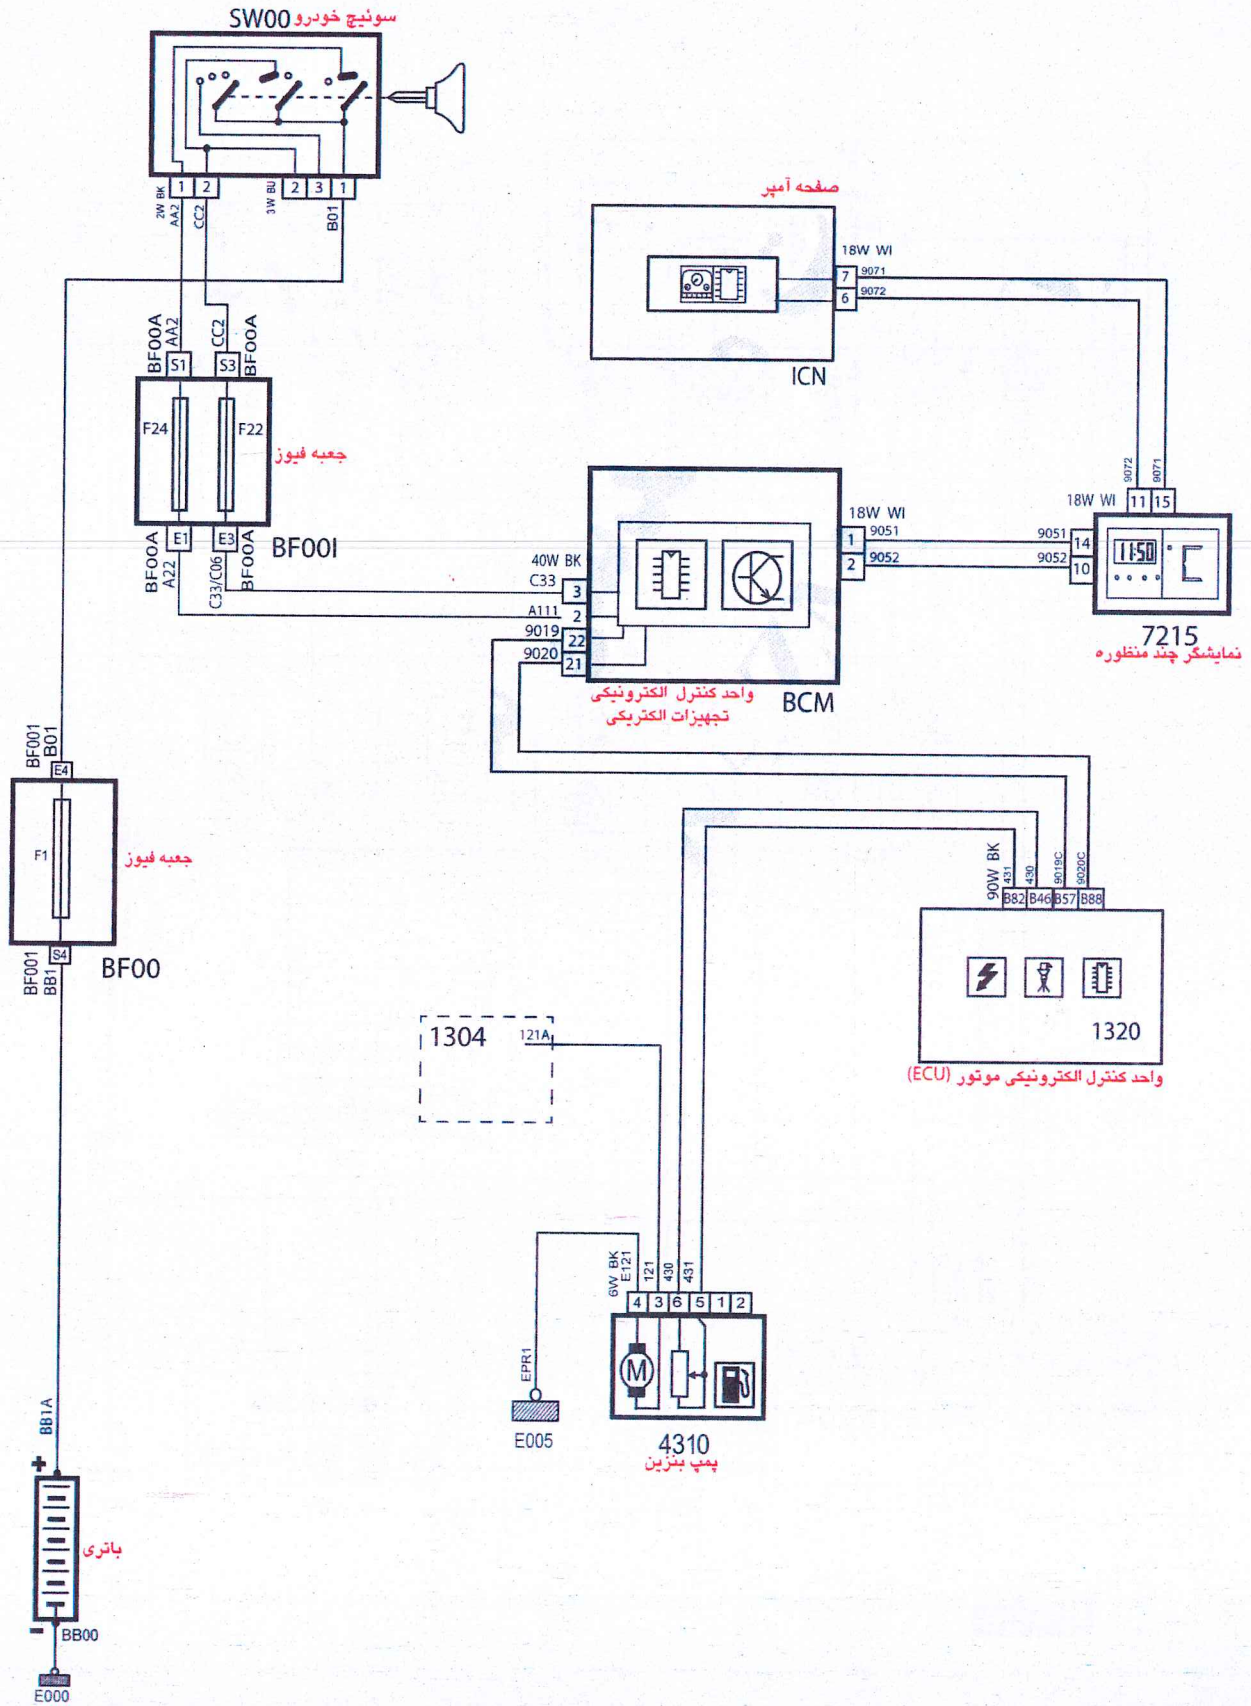 SW00 سوئیچ خودرو
1 2 2 3 1
2W BK
AA2
CC2
3W BU
B01
صفحه آمپر
18W WI
7 9071
6 9072
ICN
BF00A
AA2
CC2
BF00A
S1 S3
F24 F22
جعبه فیوز
E1 E3
BF00I
BF00A
A22
C33/C06
BF00A
9072
9071
18W WI 11 15
18W WI
1 9051
2 9052
9051 14
9052 10
11:50
7215
نمایشگر چند منظوره
40W BK
C33 3
A111 2
9019 22
9020 21
BCM
واحد کنترل الکترونیکی
تجهیزات الکتریکی
BF001
B01
E4
F1
جعبه فیوز
S4
BF00
BF001
BB1
90W BK
431
430
9019C
9020C
B82 B46 B57 B88
1320
واحد کنترل الکترونیکی موتور (ECU)
1304 121A
6W BK
E121
121
430
431
4 3 6 5 1 2
M
4310
پمپ بنزین
EPR1
E005
BB1A
+
باتری
-
BB00
E000